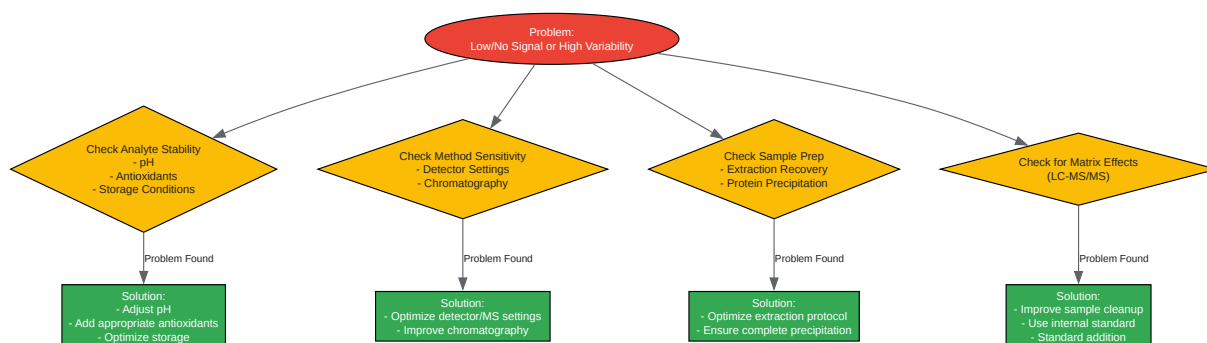 Problem:
Low/No Signal or High Variability
Check Analyte Stability
- pH
- Antioxidants
- Storage Conditions
Check Method Sensitivity
- Detector Settings
- Chromatography
Check Sample Prep
- Extraction Recovery
- Protein Precipitation
Check for Matrix Effects
(LC-MS/MS)
Problem Found
Problem Found
Problem Found
Problem Found
Solution:
- Adjust pH
- Add appropriate antioxidants
- Optimize storage
Solution:
- Optimize detector/MS settings
- Improve chromatography
Solution:
- Optimize extraction protocol
- Ensure complete precipitation
Solution:
- Improve sample cleanup
- Use internal standard
- Standard addition